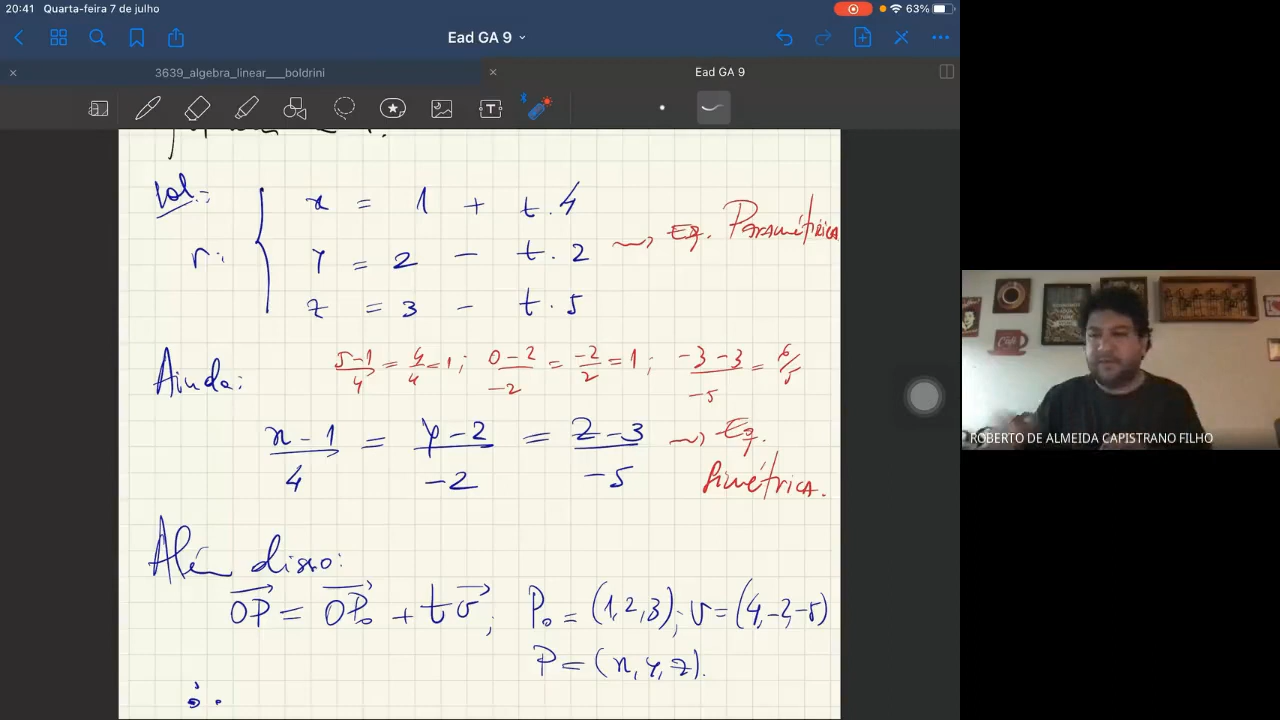 20:41 Quarta-feira 7 de julho 63%
Ead GA 9
3639_algebra_linear___boldrini
Ead GA 9
Sol.:
x = 1 + t.4
r: y = 2 - t.2 ⇝ Eq. Paramétrica
z = 3 - t.5
Ainda: 5-1/4 = 4/4 = 1; 0-2/-2 = -2/2 = 1; -3-3/-5 = 6/5
x-1/4 = y-2/-2 = z-3/-5 ⇝ Eq. Simétrica.
Além disso:
OP = OP₀ + tv; P₀ = (1,2,3); v = (4,-2-5)
P = (x,y,z).
ROBERTO DE ALMEIDA CAPISTRANO FILHO